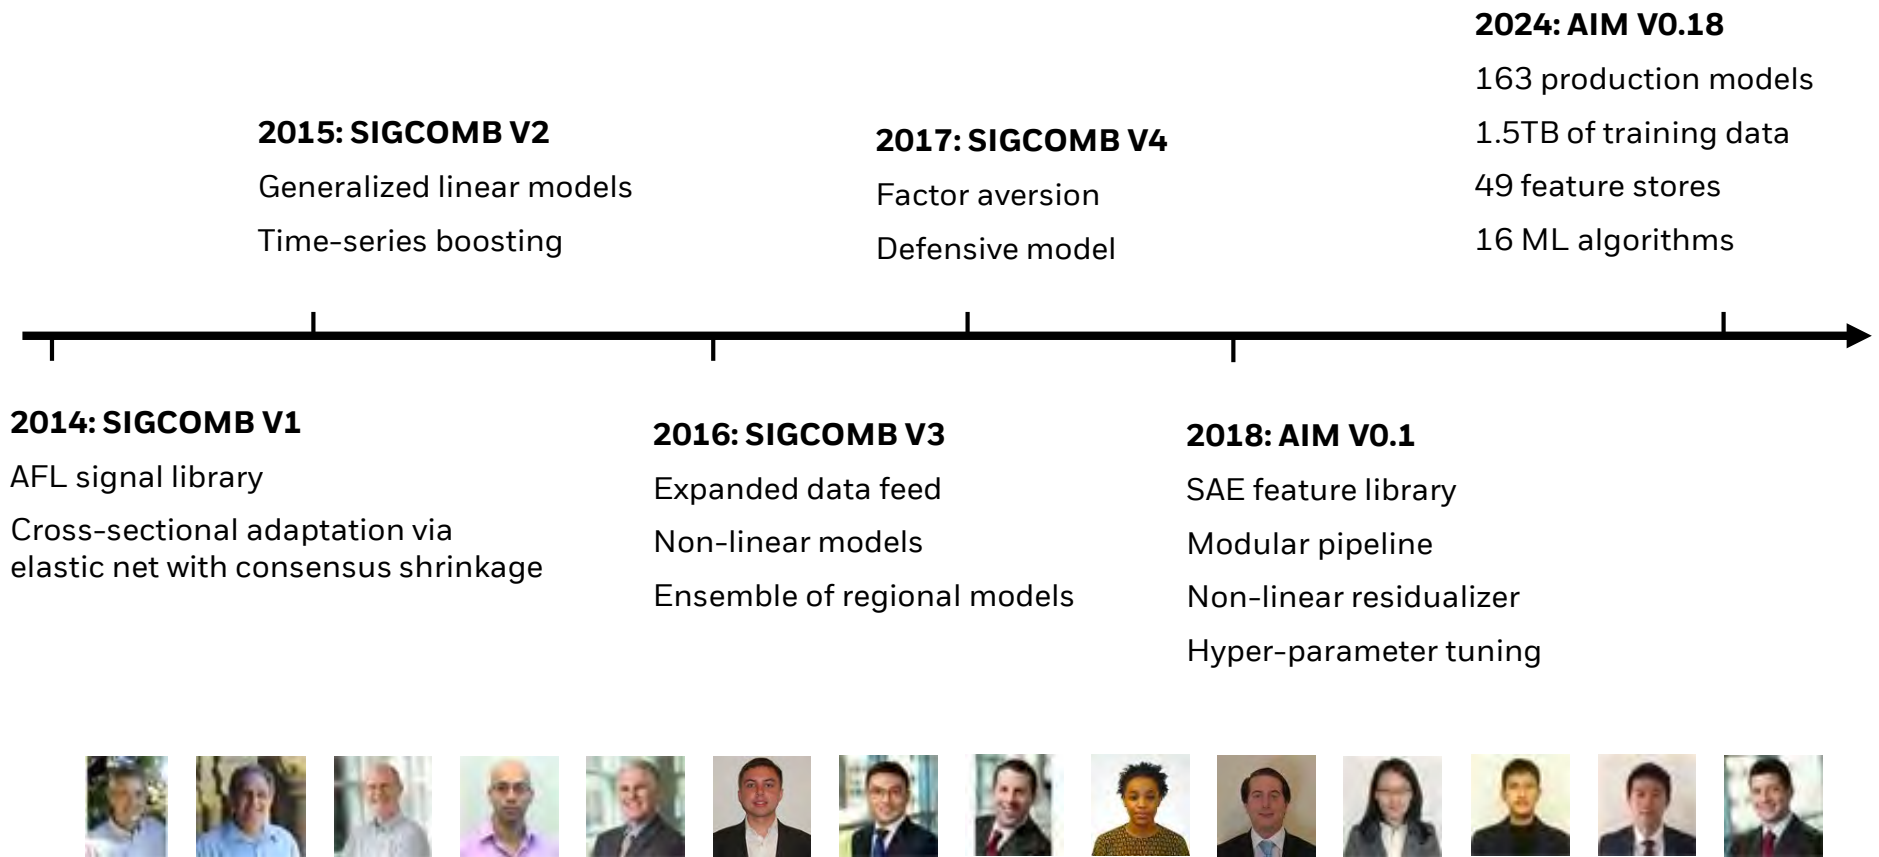 2014: SIGCOMB V1
AFL signal library
Cross-sectional adaptation via
elastic net with consensus shrinkage
2015: SIGCOMB V2
Generalized linear models
Time-series boosting
2016: SIGCOMB V3
Expanded data feed
Non-linear models
Ensemble of regional models
2017: SIGCOMB V4
Factor aversion
Defensive model
2018: AIM V0.1
SAE feature library
Modular pipeline
Non-linear residualizer
Hyper-parameter tuning
2024: AIM V0.18
163 production models
1.5TB of training data
49 feature stores
16 ML algorithms